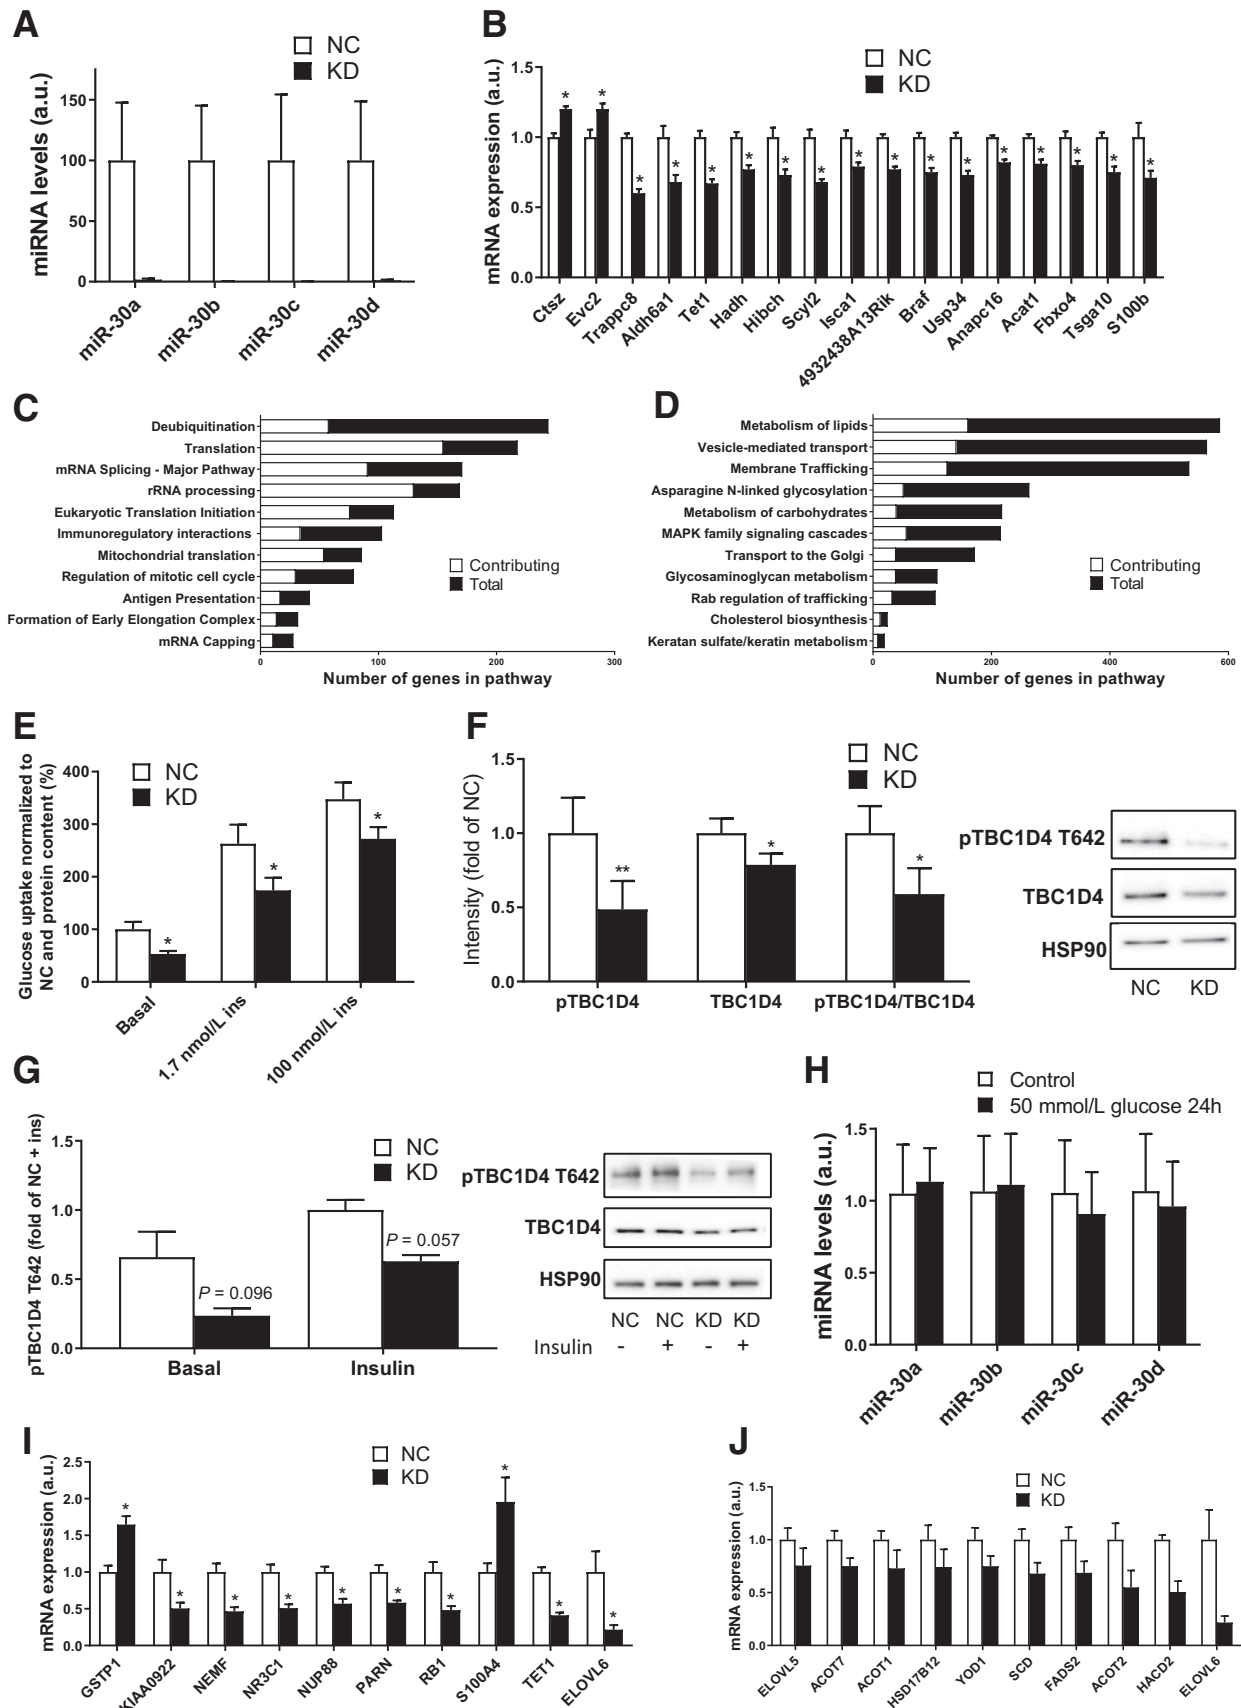 A
NC
KD
miRNA levels (a.u.)
150
100
50
0
miR-30a
miR-30b
miR-30c
miR-30d
B
NC
KD
mRNA expression (a.u.)
1.5
1.0
0.5
0.0
* * * * * * * * * * * * * * * * *
Ctsz
Evc2
Trappc8
Aldh6a1
Tet1
Hadh
Hibch
Scyl2
Isca1
4932438A13Rik
Braf
Usp34
Anapc16
Acat1
Fbxo4
Tsga10
S100b
C
Deubiquitination
Translation
mRNA Splicing - Major Pathway
rRNA processing
Eukaryotic Translation Initiation
Immunoregulatory interactions
Mitochondrial translation
Regulation of mitotic cell cycle
Antigen Presentation
Formation of Early Elongation Complex
mRNA Capping
Contributing
Total
0 100 200 300
Number of genes in pathway
D
Metabolism of lipids
Vesicle-mediated transport
Membrane Trafficking
Asparagine N-linked glycosylation
Metabolism of carbohydrates
MAPK family signaling cascades
Transport to the Golgi
Glycosaminoglycan metabolism
Rab regulation of trafficking
Cholesterol biosynthesis
Keratan sulfate/keratin metabolism
Contributing
Total
0 200 400 600
Number of genes in pathway
E
Glucose uptake normalized to
NC and protein content (%)
NC
KD
400
300
200
100
0
* * *
Basal
1.7 nmol/L ins
100 nmol/L ins
F
NC
KD
Intensity (fold of NC)
1.5
1.0
0.5
0.0
** * *
pTBC1D4 TBC1D4 pTBC1D4/TBC1D4
pTBC1D4 T642
TBC1D4
HSP90
NC KD
G
NC
KD
pTBC1D4 T642 (fold of NC + ins)
1.5
1.0
0.5
0.0
P = 0.096
P = 0.057
Basal Insulin
pTBC1D4 T642
TBC1D4
HSP90
NC NC KD KD
Insulin - + - +
H
Control
50 mmol/L glucose 24h
miRNA levels (a.u.)
1.5
1.0
0.5
0.0
miR-30a
miR-30b
miR-30c
miR-30d
I
NC
KD
mRNA expression (a.u.)
2.5
2.0
1.5
1.0
0.5
0.0
* * * * * * * * * *
GSTP1
KIAA0922
NEMF
NR3C1
NUP88
PARN
RB1
S100A4
TET1
ELOVL6
J
NC
KD
mRNA expression (a.u.)
1.5
1.0
0.5
0.0
ELOVL5
ACOT7
ACOT1
HSD17B12
YOD1
SCD
FADS2
ACOT2
HACD2
ELOVL6